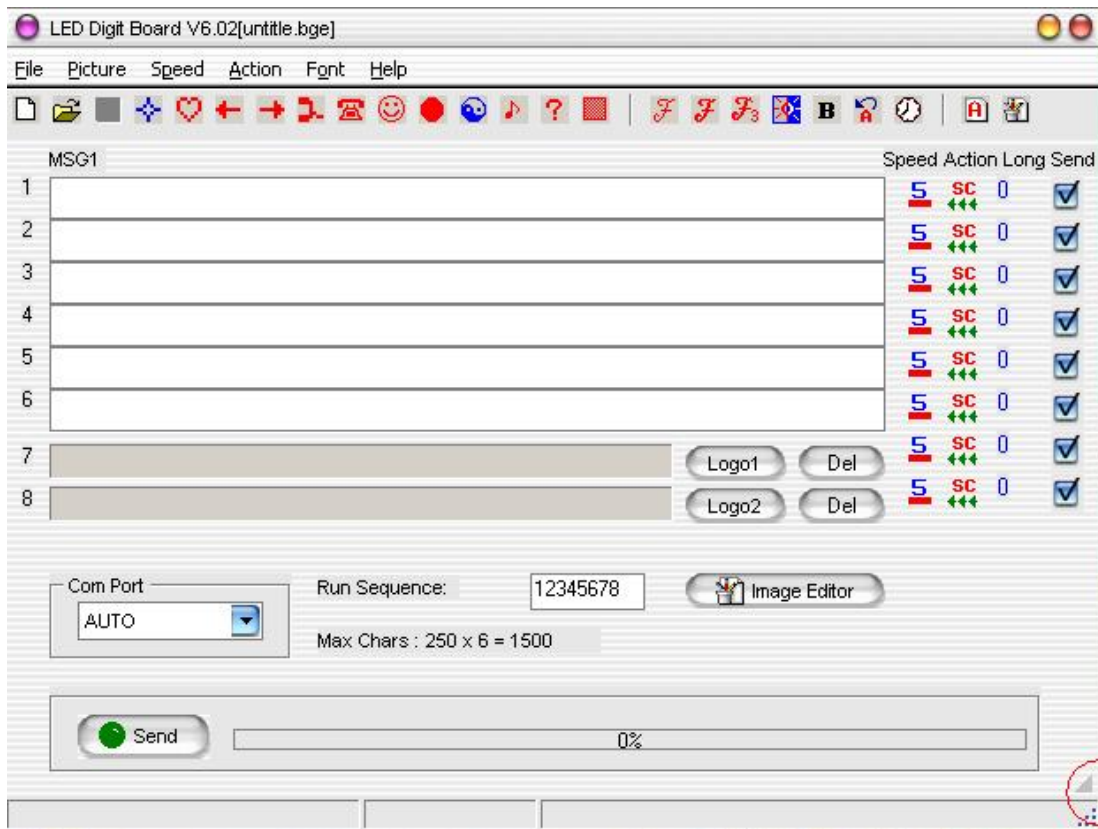 LED Digit Board V6.02[untitle.bge]
File Picture Speed Action Font Help
? F F F3 B A A
MSG1 Speed Action Long Send
1 5 SC 0
2 5 SC 0
3 5 SC 0
4 5 SC 0
5 5 SC 0
6 5 SC 0
7 Logo1 Del 5 SC 0
8 Logo2 Del 5 SC 0
Com Port
AUTO
Run Sequence: 12345678
Image Editor
Max Chars : 250 x 6 = 1500
Send 0%